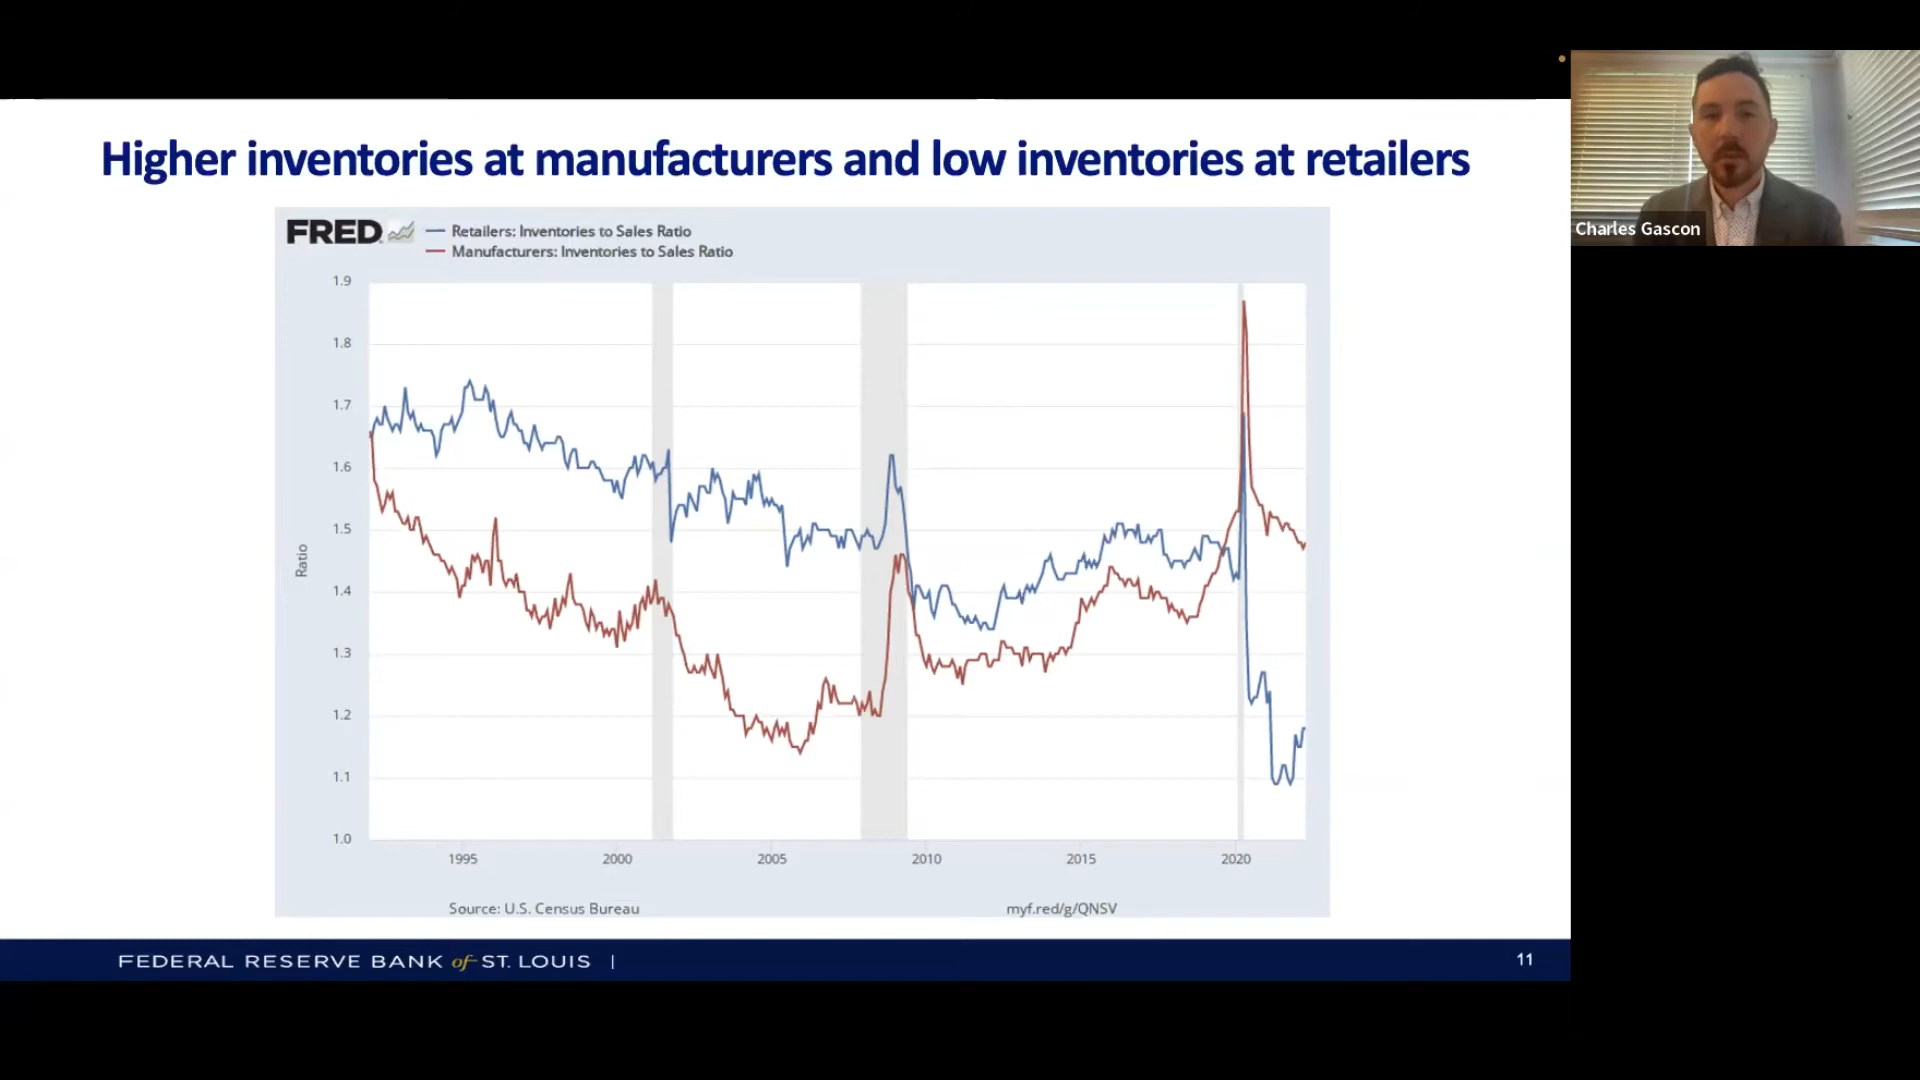 Higher inventories at manufacturers and low inventories at retailers
Charles Gascon
FRED
Retailers: Inventories to Sales Ratio
Manufacturers: Inventories to Sales Ratio
1.9
1.8
1.7
1.6
1.5
1.4
1.3
1.2
1.1
1.0
Ratio
1995 2000 2005 2010 2015 2020
Source: U.S. Census Bureau myf.red/g/QNSV
FEDERAL RESERVE BANK of ST. LOUIS | 11